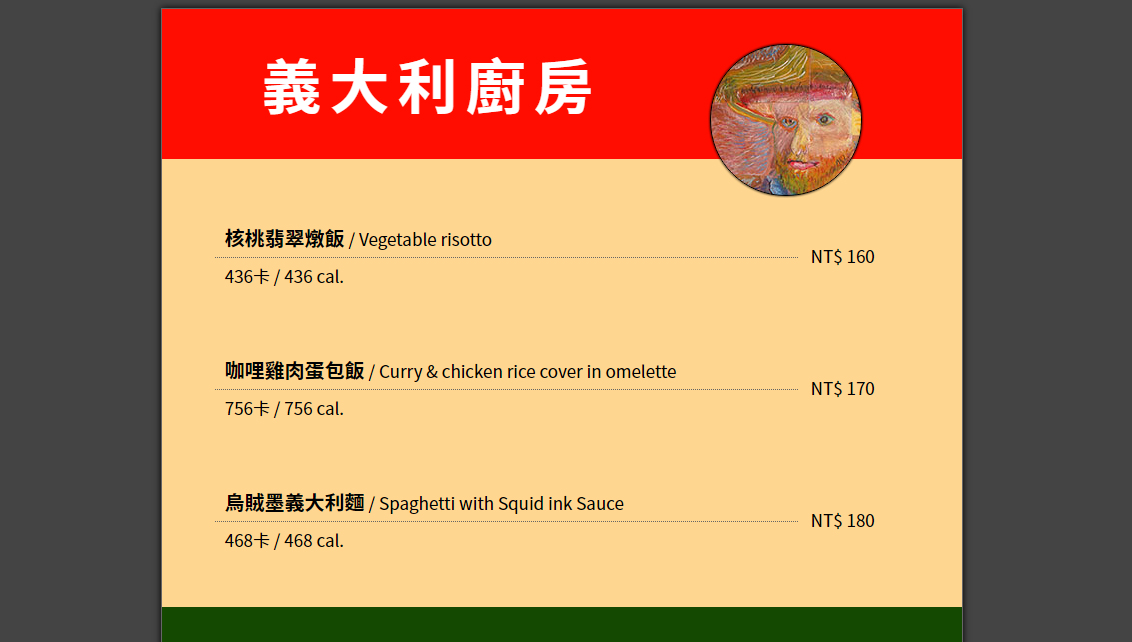 義大利廚房
核桃翡翠燉飯 / Vegetable risotto
NT$ 160
436卡 / 436 cal.
咖哩雞肉蛋包飯 / Curry & chicken rice cover in omelette
NT$ 170
756卡 / 756 cal.
烏賊墨義大利麵 / Spaghetti with Squid ink Sauce
NT$ 180
468卡 / 468 cal.